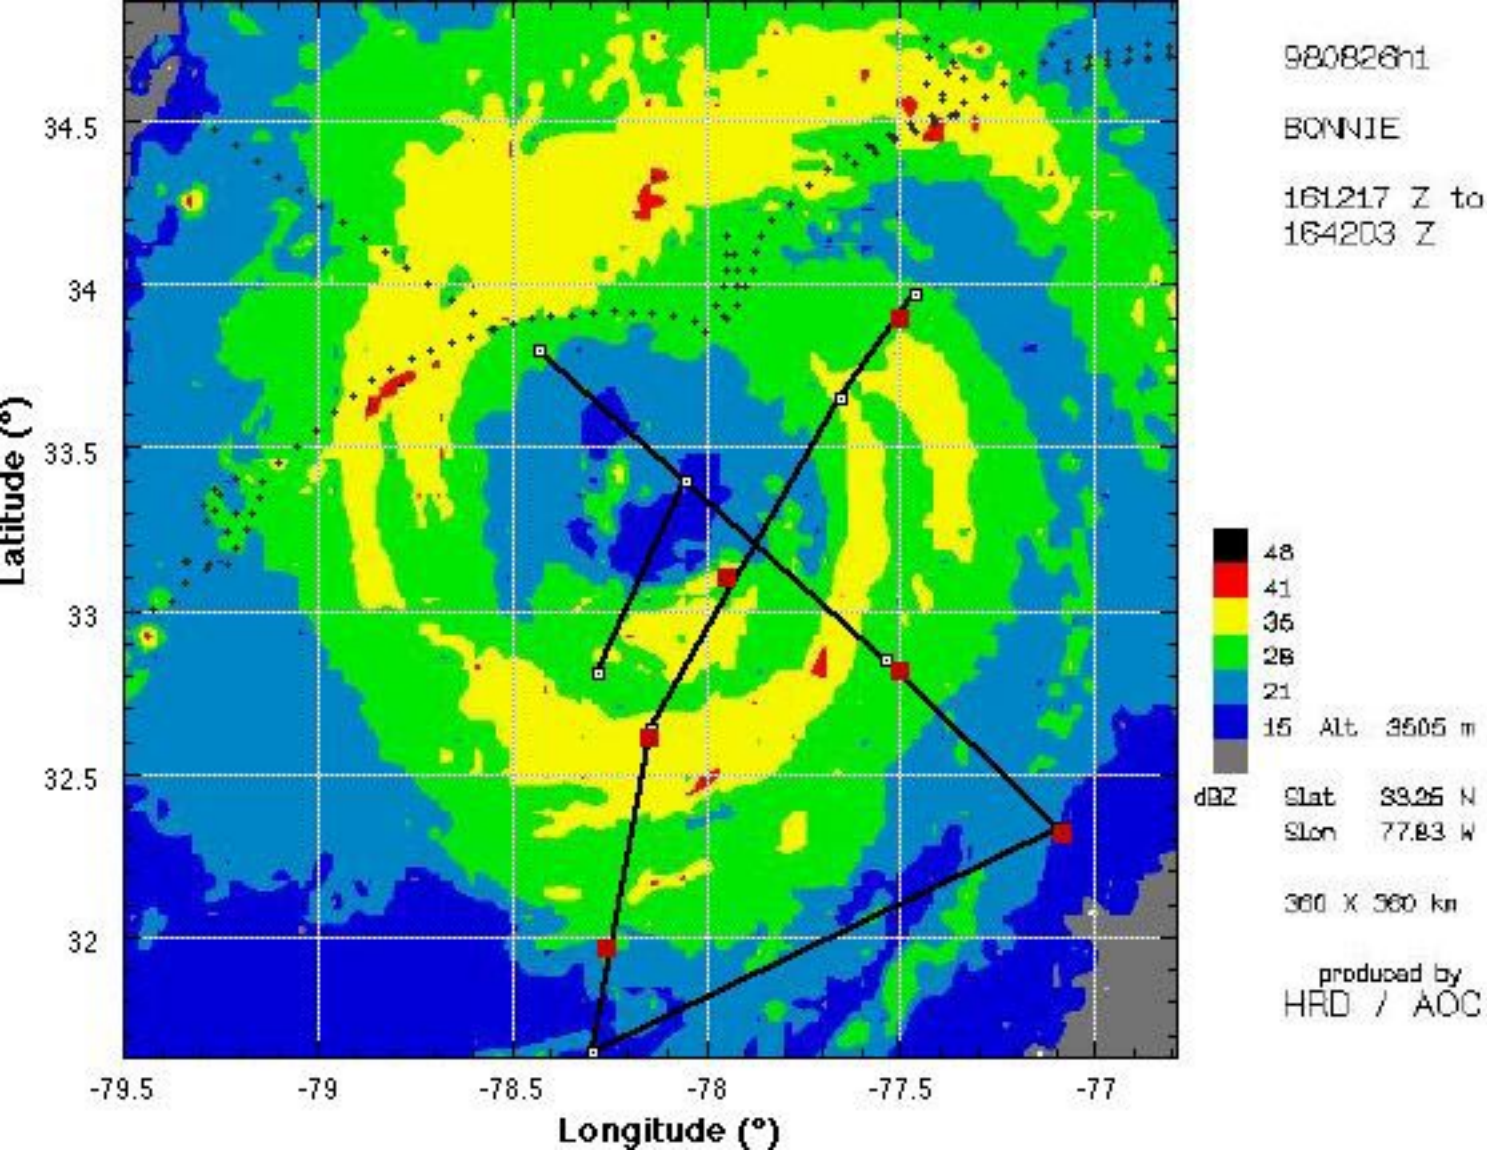 980826h1
BONNIE
161217 Z to
164203 Z
34.5
34
33.5
33
32.5
32
Latitude (°)
-79.5 -79 -78.5 -78 -77.5 -77
Longitude (°)
48
41
35
28
21
15
dBZ
Alt 3505 m
Slat 33.25 N
Slon 77.83 W
360 X 360 km
produced by
HRD / AOC